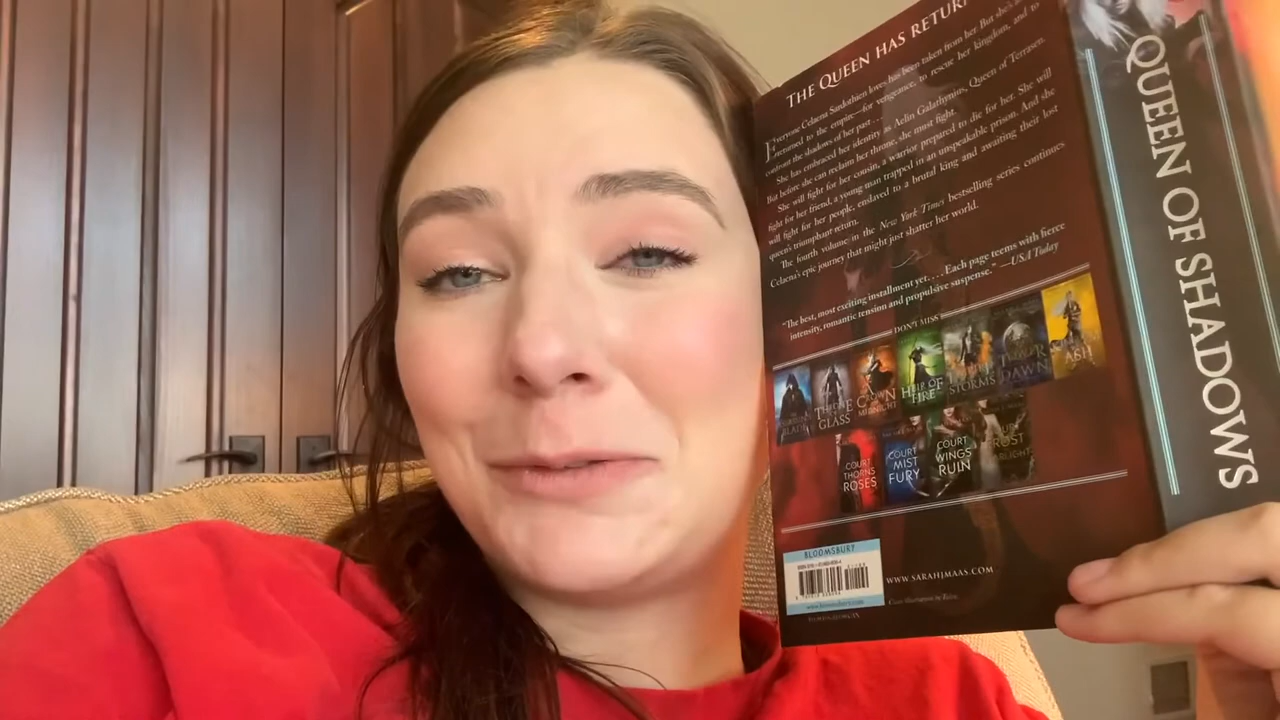 THE QUEEN HAS RETUR
Everyone Celaena Sardothien loves has been taken from her. But she's
returned to the empire—for vengeance, to rescue her kingdom, and to
confront the shadows of her past . . .
She has embraced her identity as Aelin Galathynius, Queen of Terrasen.
But before she can reclaim her throne, she must fight.
She will fight for her cousin, a warrior prepared to die for her. She will
fight for her friend, a young man trapped in an unspeakable prison. And she
will fight for her people, enslaved to a brutal king and awaiting their lost
queen's triumphant return.
The fourth volume in the New York Times bestselling series continues
Celaena's epic journey that might just shatter her world.
"The best, most exciting installment yet. . . . Each page teems with fierce
intensity, romantic tension and propulsive suspense." —USA Today
DON'T MISS
THRONE
GLASS
CROWN
MIDNIGHT
HEIR OF
FIRE
STORMS
TOWER
DAWN
ASH
COURT
THORNS
ROSES
COURT
MIST
FURY
COURT
WINGS
RUIN
FROST
BLOOMSBURY
WWW.SARAHJMAAS.COM
QUEEN OF SHADOWS